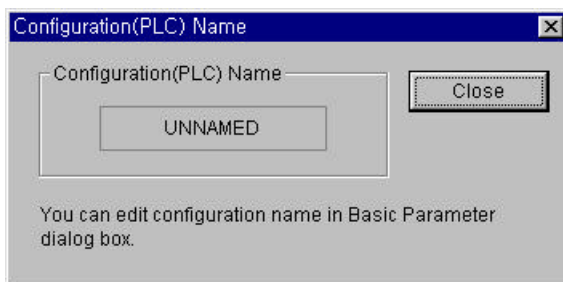 Configuration(PLC) Name
Configuration(PLC) Name
Close
UNNAMED
You can edit configuration name in Basic Parameter
dialog box.